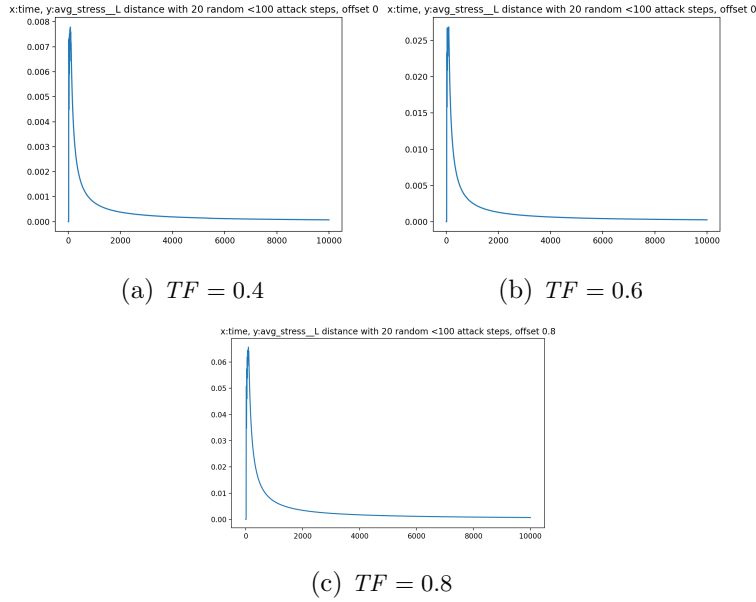 x:time, y:avg_stress__L distance with 20 random <100 attack steps, offset 0
0.008
0.007
0.006
0.005
0.004
0.003
0.002
0.001
0.000
0 2000 4000 6000 8000 10000
(a) TF = 0.4
x:time, y:avg_stress__L distance with 20 random <100 attack steps, offset 0
0.025
0.020
0.015
0.010
0.005
0.000
0 2000 4000 6000 8000 10000
(b) TF = 0.6
x:time, y:avg_stress__L distance with 20 random <100 attack steps, offset 0.8
0.06
0.05
0.04
0.03
0.02
0.01
0.00
0 2000 4000 6000 8000 10000
(c) TF = 0.8